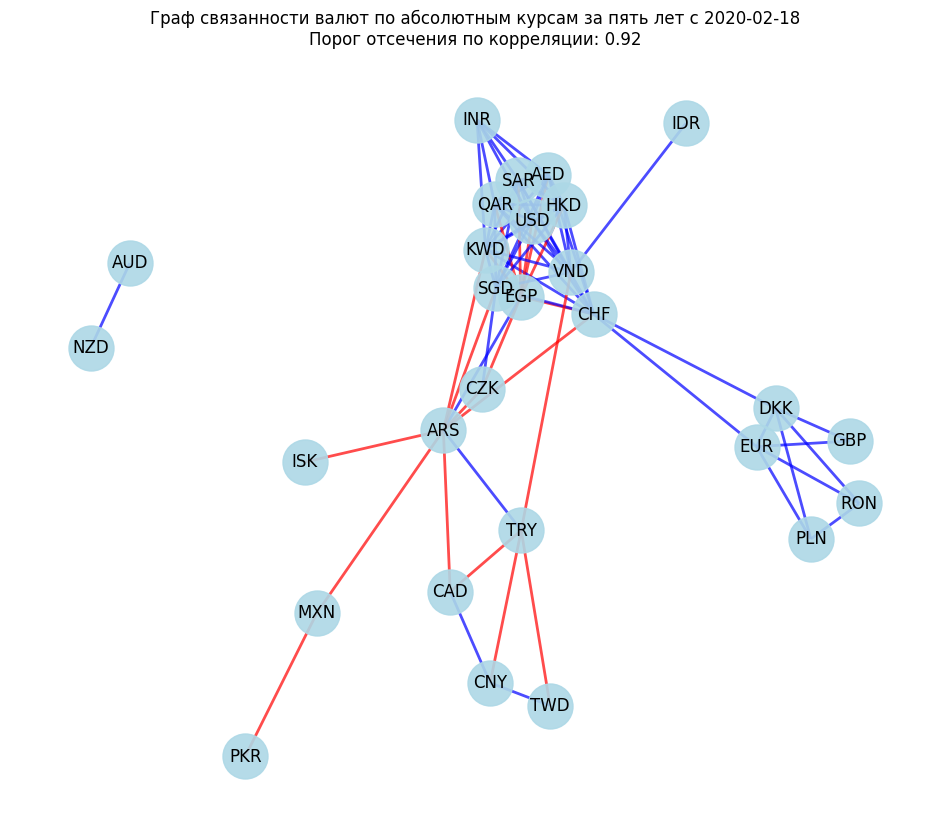 Граф связанности валют по абсолютным курсам за пять лет с 2020-02-18
Порог отсечения по корреляции: 0.92
INR
IDR
AED
SAR
QAR
HKD
USD
KWD
AUD
VND
SGD
EGP
CHF
NZD
CZK
DKK
ARS
GBP
EUR
ISK
RON
TRY
PLN
CAD
MXN
CNY
TWD
PKR